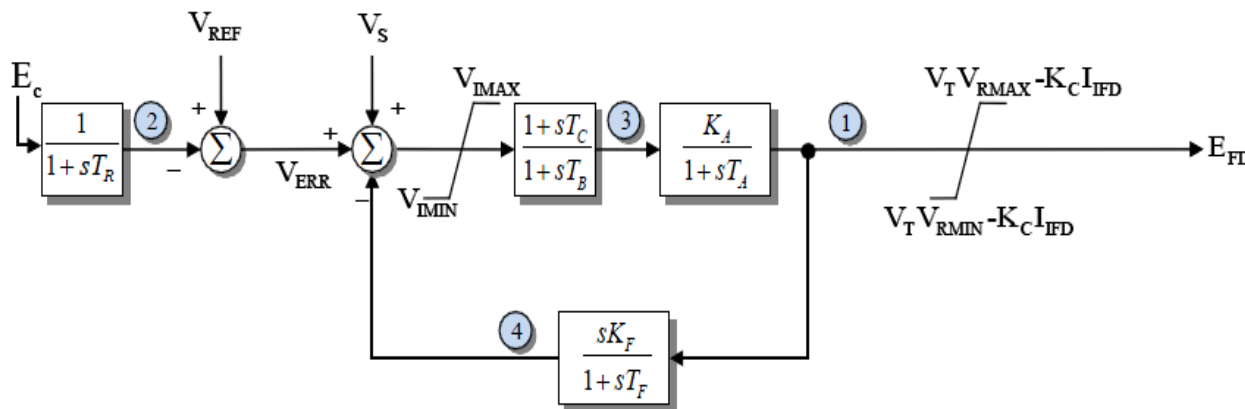 V_REF
V_S
E_c
V_IMAX
V_T V_RMAX -K_C I_IFD
+
+
1
1+sT_R
2
−
Σ
+
V_ERR
Σ
−
V_IMIN
1+sT_C
1+sT_B
3
K_A
1+sT_A
1
E_FD
V_T V_RMIN -K_C I_IFD
4
sK_F
1+sT_F